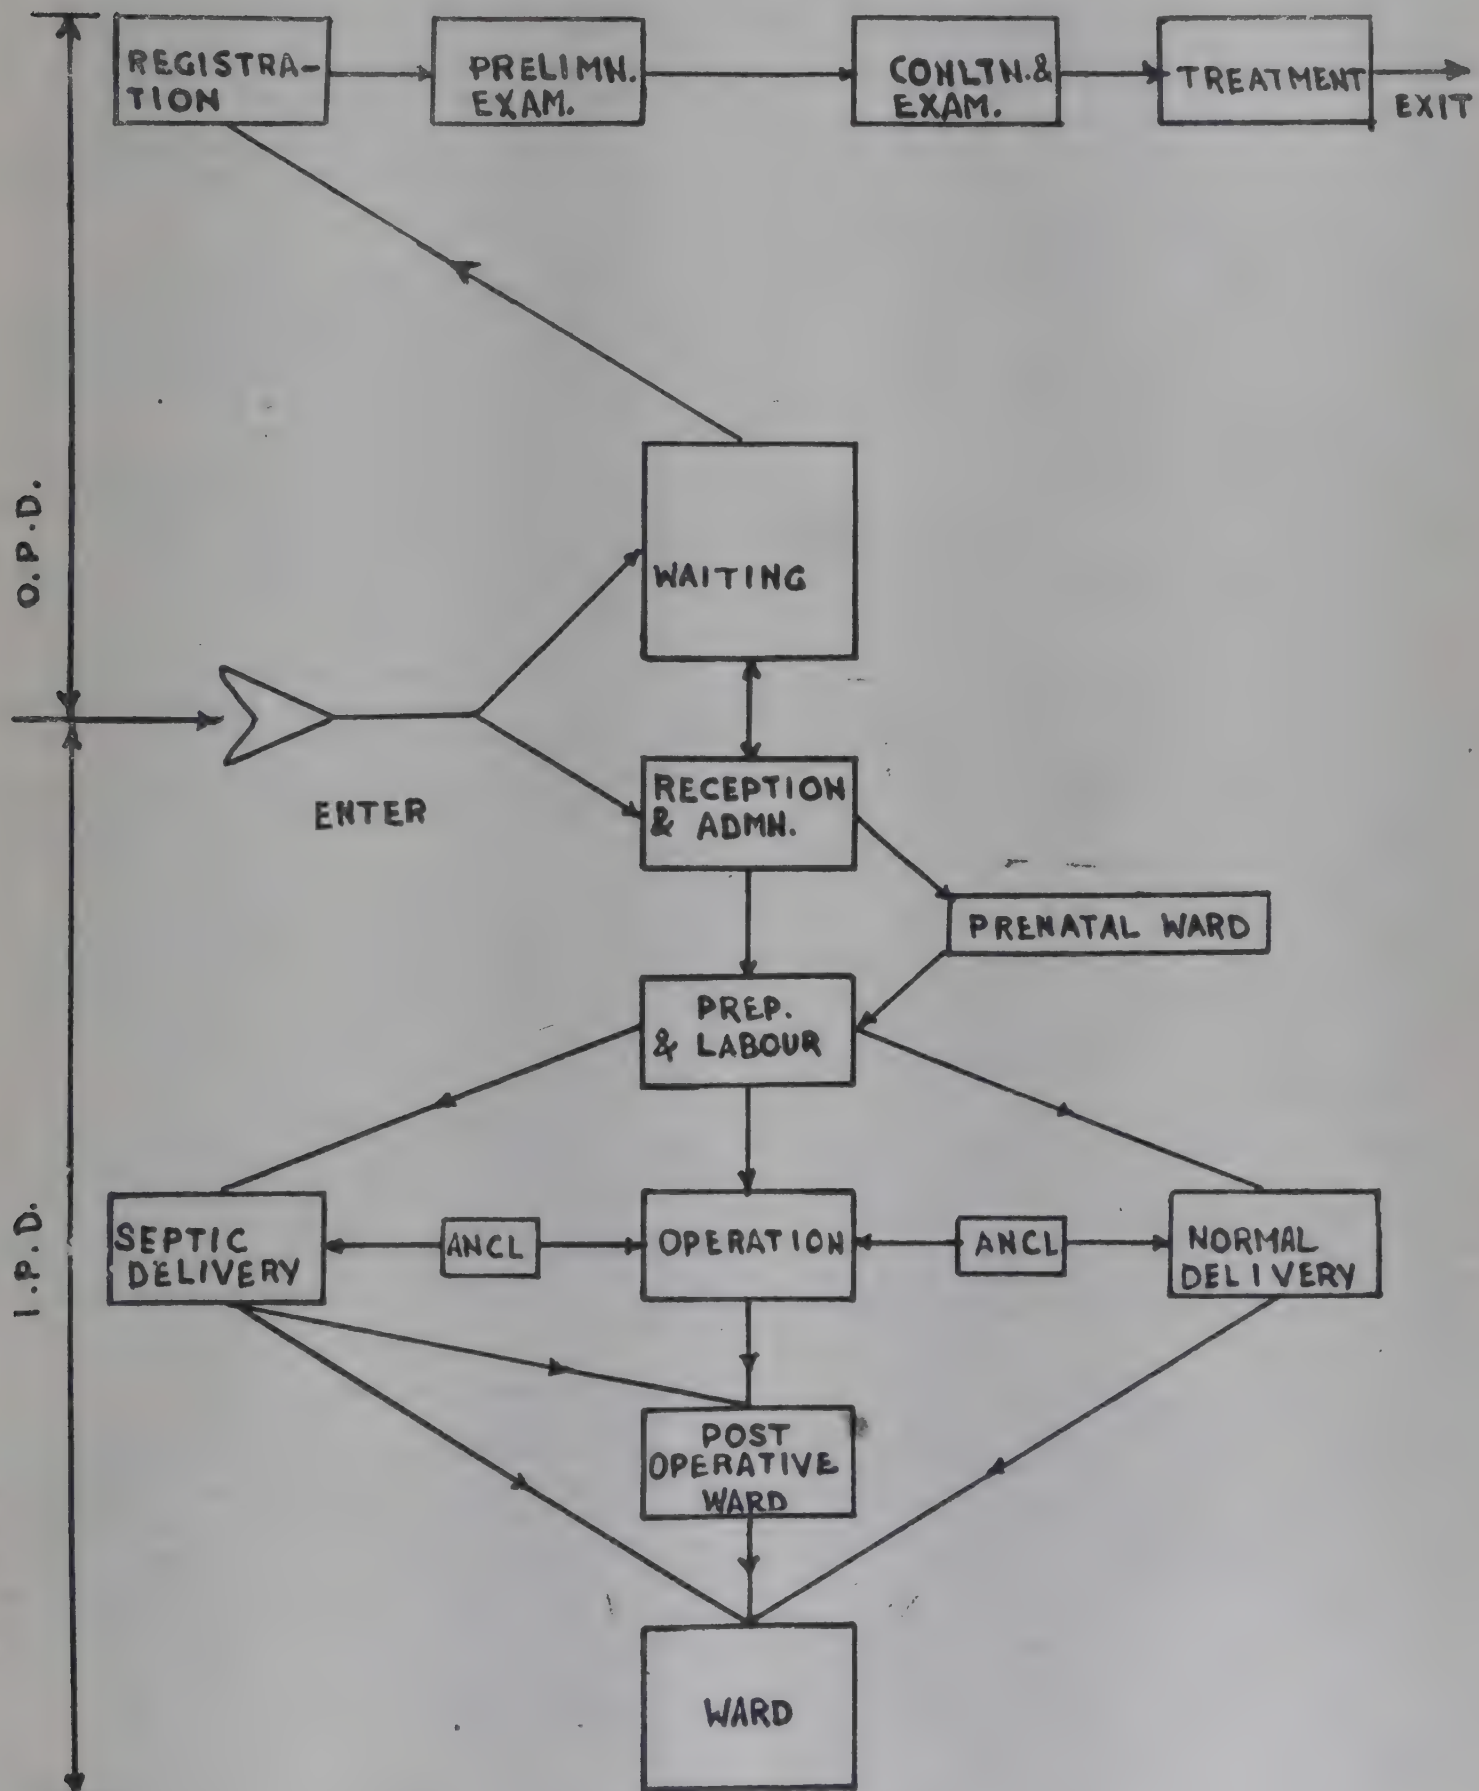 REGISTRA-
TION
PRELIMN.
EXAM.
CONLTN.&
EXAM.
TREATMENT
EXIT
O.P.D.
WAITING
ENTER
RECEPTION
& ADMN.
PRENATAL WARD
PREP.
& LABOUR
I.P.D.
SEPTIC
DELIVERY
ANCL
OPERATION
ANCL
NORMAL
DELIVERY
POST
OPERATIVE
WARD
WARD